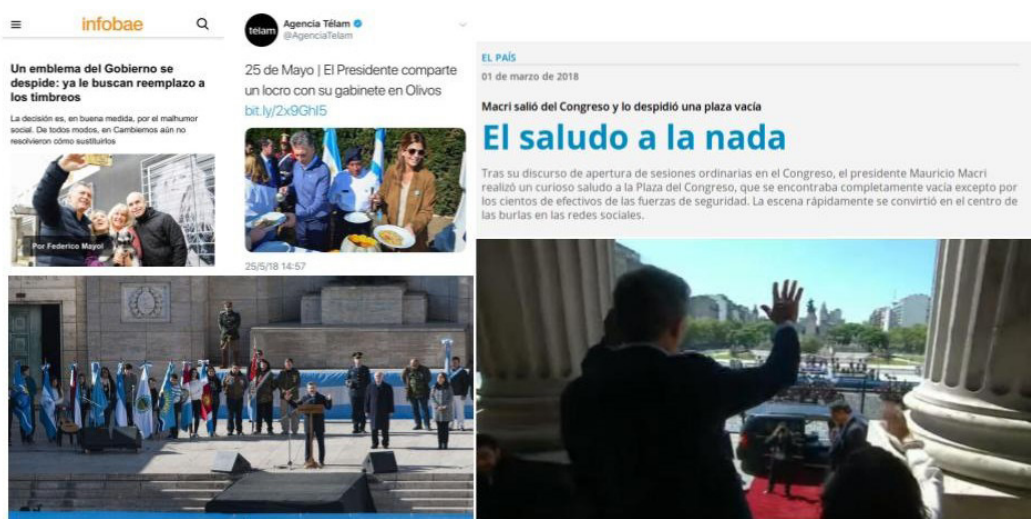 infobae
Un emblema del Gobierno se
despide: ya le buscan reemplazo a
los timbreos
La decisión es, en buena medida, por el malhumor
social. De todos modos, en Cambiemos aún no
resolvieron cómo sustituirlos
Por Federico Mayol
télam
Agencia Télam
@AgenciaTelam
25 de Mayo | El Presidente comparte
un locro con su gabinete en Olivos
bit.ly/2x9GhI5
25/5/18 14:57
EL PAÍS
01 de marzo de 2018
Macri salió del Congreso y lo despidió una plaza vacía
El saludo a la nada
Tras su discurso de apertura de sesiones ordinarias en el Congreso, el presidente Mauricio Macri
realizó un curioso saludo a la Plaza del Congreso, que se encontraba completamente vacía excepto por
los cientos de efectivos de las fuerzas de seguridad. La escena rápidamente se convirtió en el centro de
las burlas en las redes sociales.